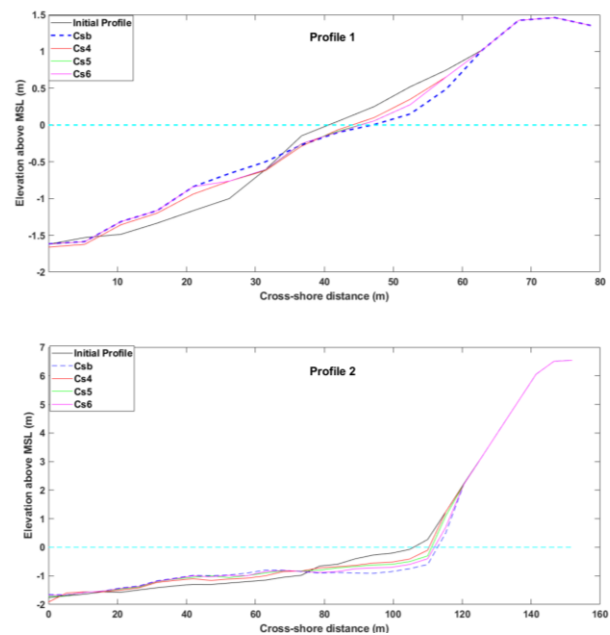 Profile 1
Initial Profile
Csb
Cs4
Cs5
Cs6
Elevation above MSL (m)
1.5
1
0.5
0
-0.5
-1
-1.5
-2
10
20
30
40
50
60
70
80
Cross-shore distance (m)
Profile 2
Initial Profile
Csb
Cs4
Cs5
Cs6
Elevation above MSL (m)
7
6
5
4
3
2
1
0
-1
-2
0
20
40
60
80
100
120
140
160
Cross-shore distance (m)